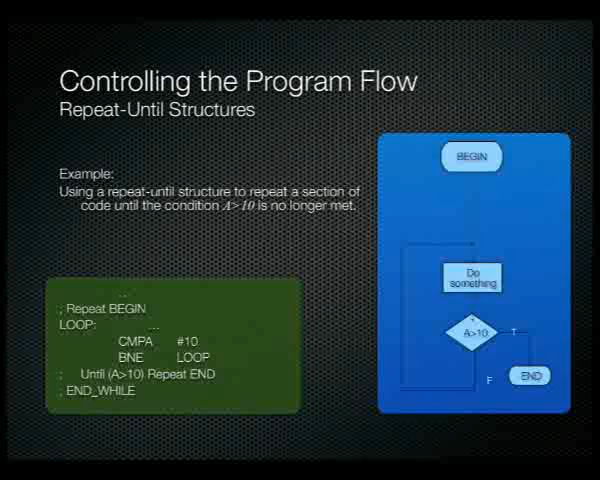 Controlling the Program Flow
Repeat-Until Structures
Example:
Using a repeat-until structure to repeat a section of
code until the condition A>10 is no longer met.
...
; Repeat BEGIN
LOOP: ...
CMPA #10
BNE LOOP
; Until (A>10) Repeat END
; END_WHILE
BEGIN
Do
something
A>10
T
F
END